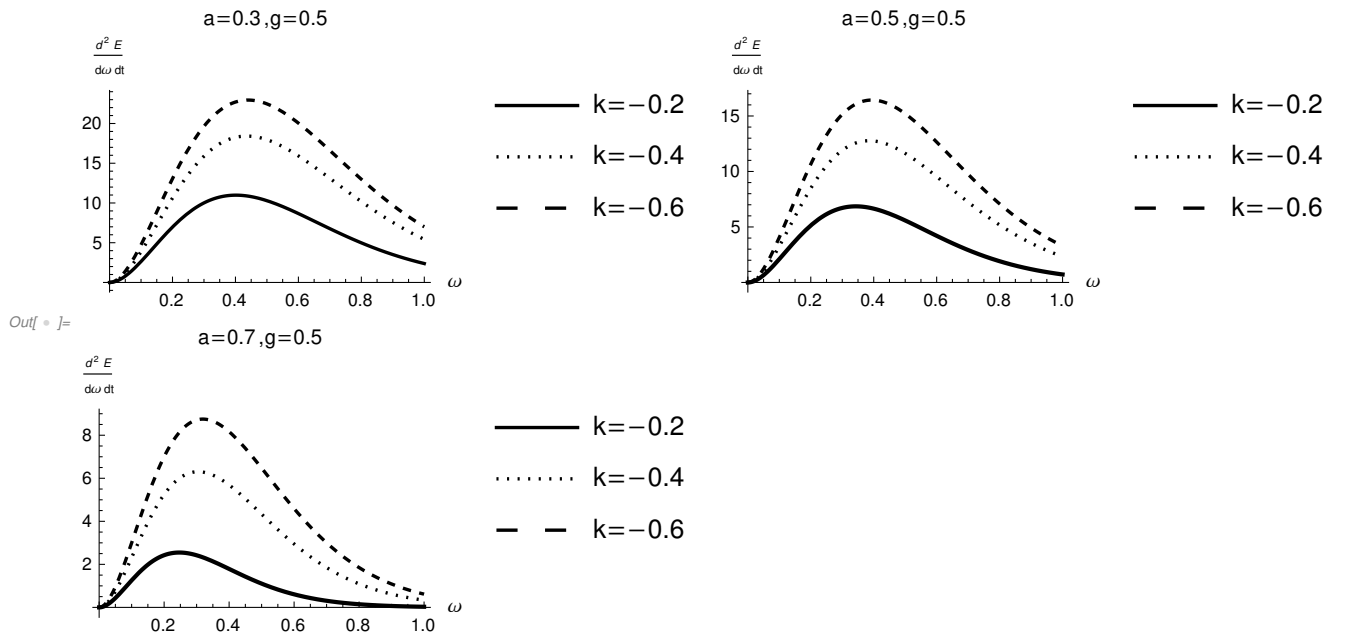 a=0.3,g=0.5
d² E
dω dt
20
15
10
5
0.2 0.4 0.6 0.8 1.0 ω
k=−0.2
k=−0.4
k=−0.6
a=0.5,g=0.5
d² E
dω dt
15
10
5
0.2 0.4 0.6 0.8 1.0 ω
k=−0.2
k=−0.4
k=−0.6
Out[ • ]=
a=0.7,g=0.5
d² E
dω dt
8
6
4
2
0.2 0.4 0.6 0.8 1.0 ω
k=−0.2
k=−0.4
k=−0.6